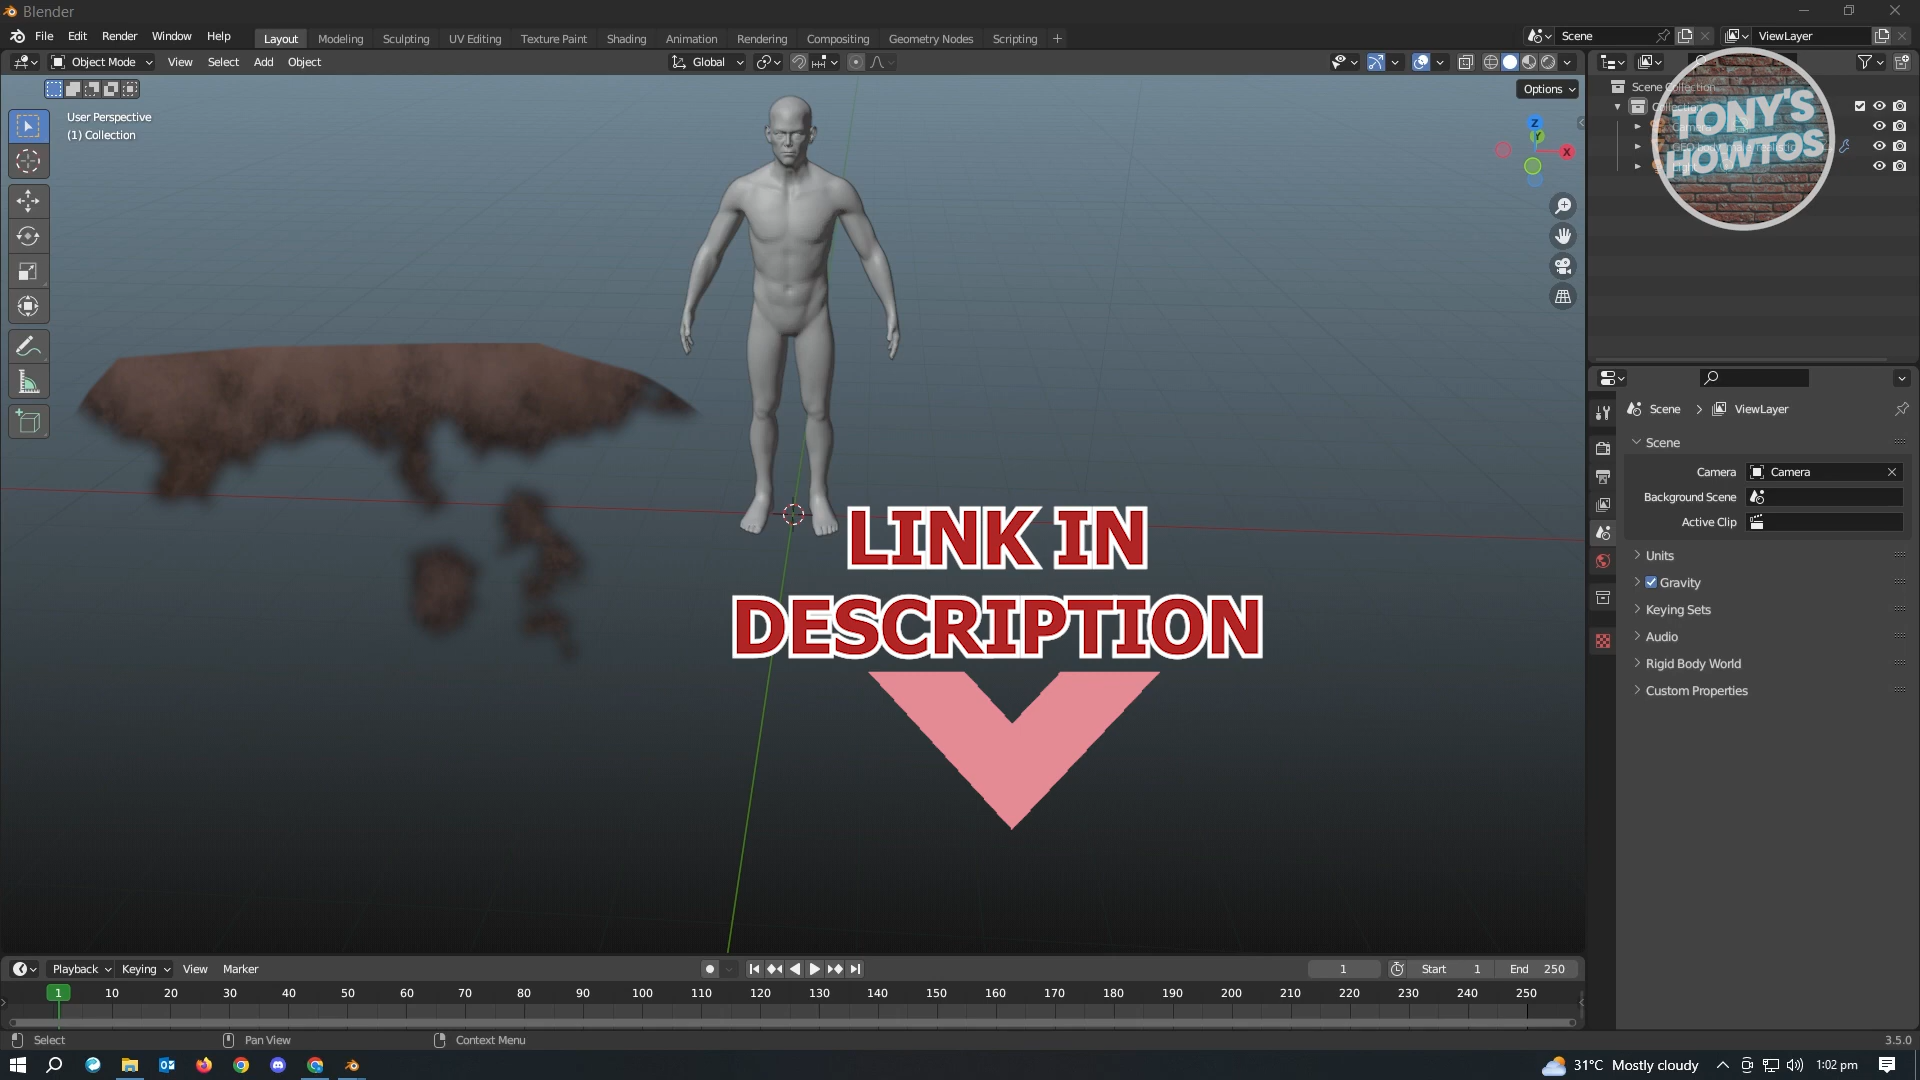 Blender
File Edit Render Window Help
Layout Modeling Sculpting UV Editing Texture Paint Shading Animation Rendering Compositing Geometry Nodes Scripting
Scene
ViewLayer
Object Mode View Select Add Object
Global
Options
User Perspective
(1) Collection
Z
Y
X
Scene Collection
TONY'S
HOWTOS
Scene ViewLayer
Scene
Camera Camera
Background Scene
Active Clip
Units
Gravity
Keying Sets
Audio
Rigid Body World
Custom Properties
LINK IN
DESCRIPTION
Playback Keying View Marker
1 Start 1 End 250
1 10 20 30 40 50 60 70 80 90 100 110 120 130 140 150 160 170 180 190 200 210 220 230 240 250
Select Pan View Context Menu 3.5.0
31°C Mostly cloudy 1:02 pm